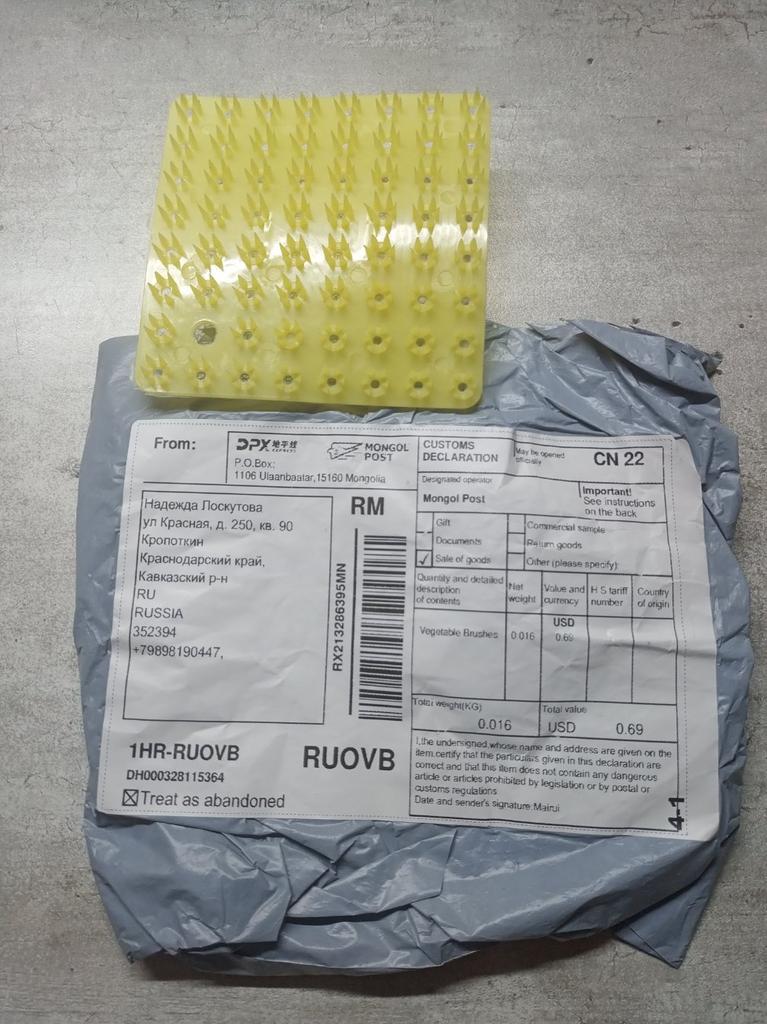 From:
DPX 地平线
EXPRESS
MONGOL
POST
P.O.Box:
1106 Ulaanbaatar,15160 Mongolia
Надежда Лоскутова
ул Красная, д. 250, кв. 90
Кропоткин
Краснодарский край,
Кавказский р-н
RU
RUSSIA
352394
+79898190447,
RM
RX213286395MN
1HR-RUOVB
RUOVB
DH000328115364
☒Treat as abandoned
CUSTOMS
DECLARATION
May be opened
officially
CN 22
Designated operator
Mongol Post
Important!
See instructions
on the back
Gift
Commercial sample
Documents
Return goods
✓ Sale of goods
Other (please specify):
Quantity and detailed
description
of contents
Net
weight
Value and
currency
H S tariff
number
Country
of origin
USD
Vegetable Brushes 0.016 0.69
Total weight(KG)
0.016
Total value
USD 0.69
I,the undersigned,whose name and address are given on the
item,certify that the particulars given in this declaration are
correct and that this item does not contain any dangerous
article or articles prohibited by legislation or by postal or
customs regulations
Date and sender's signature:Mairui
4-1